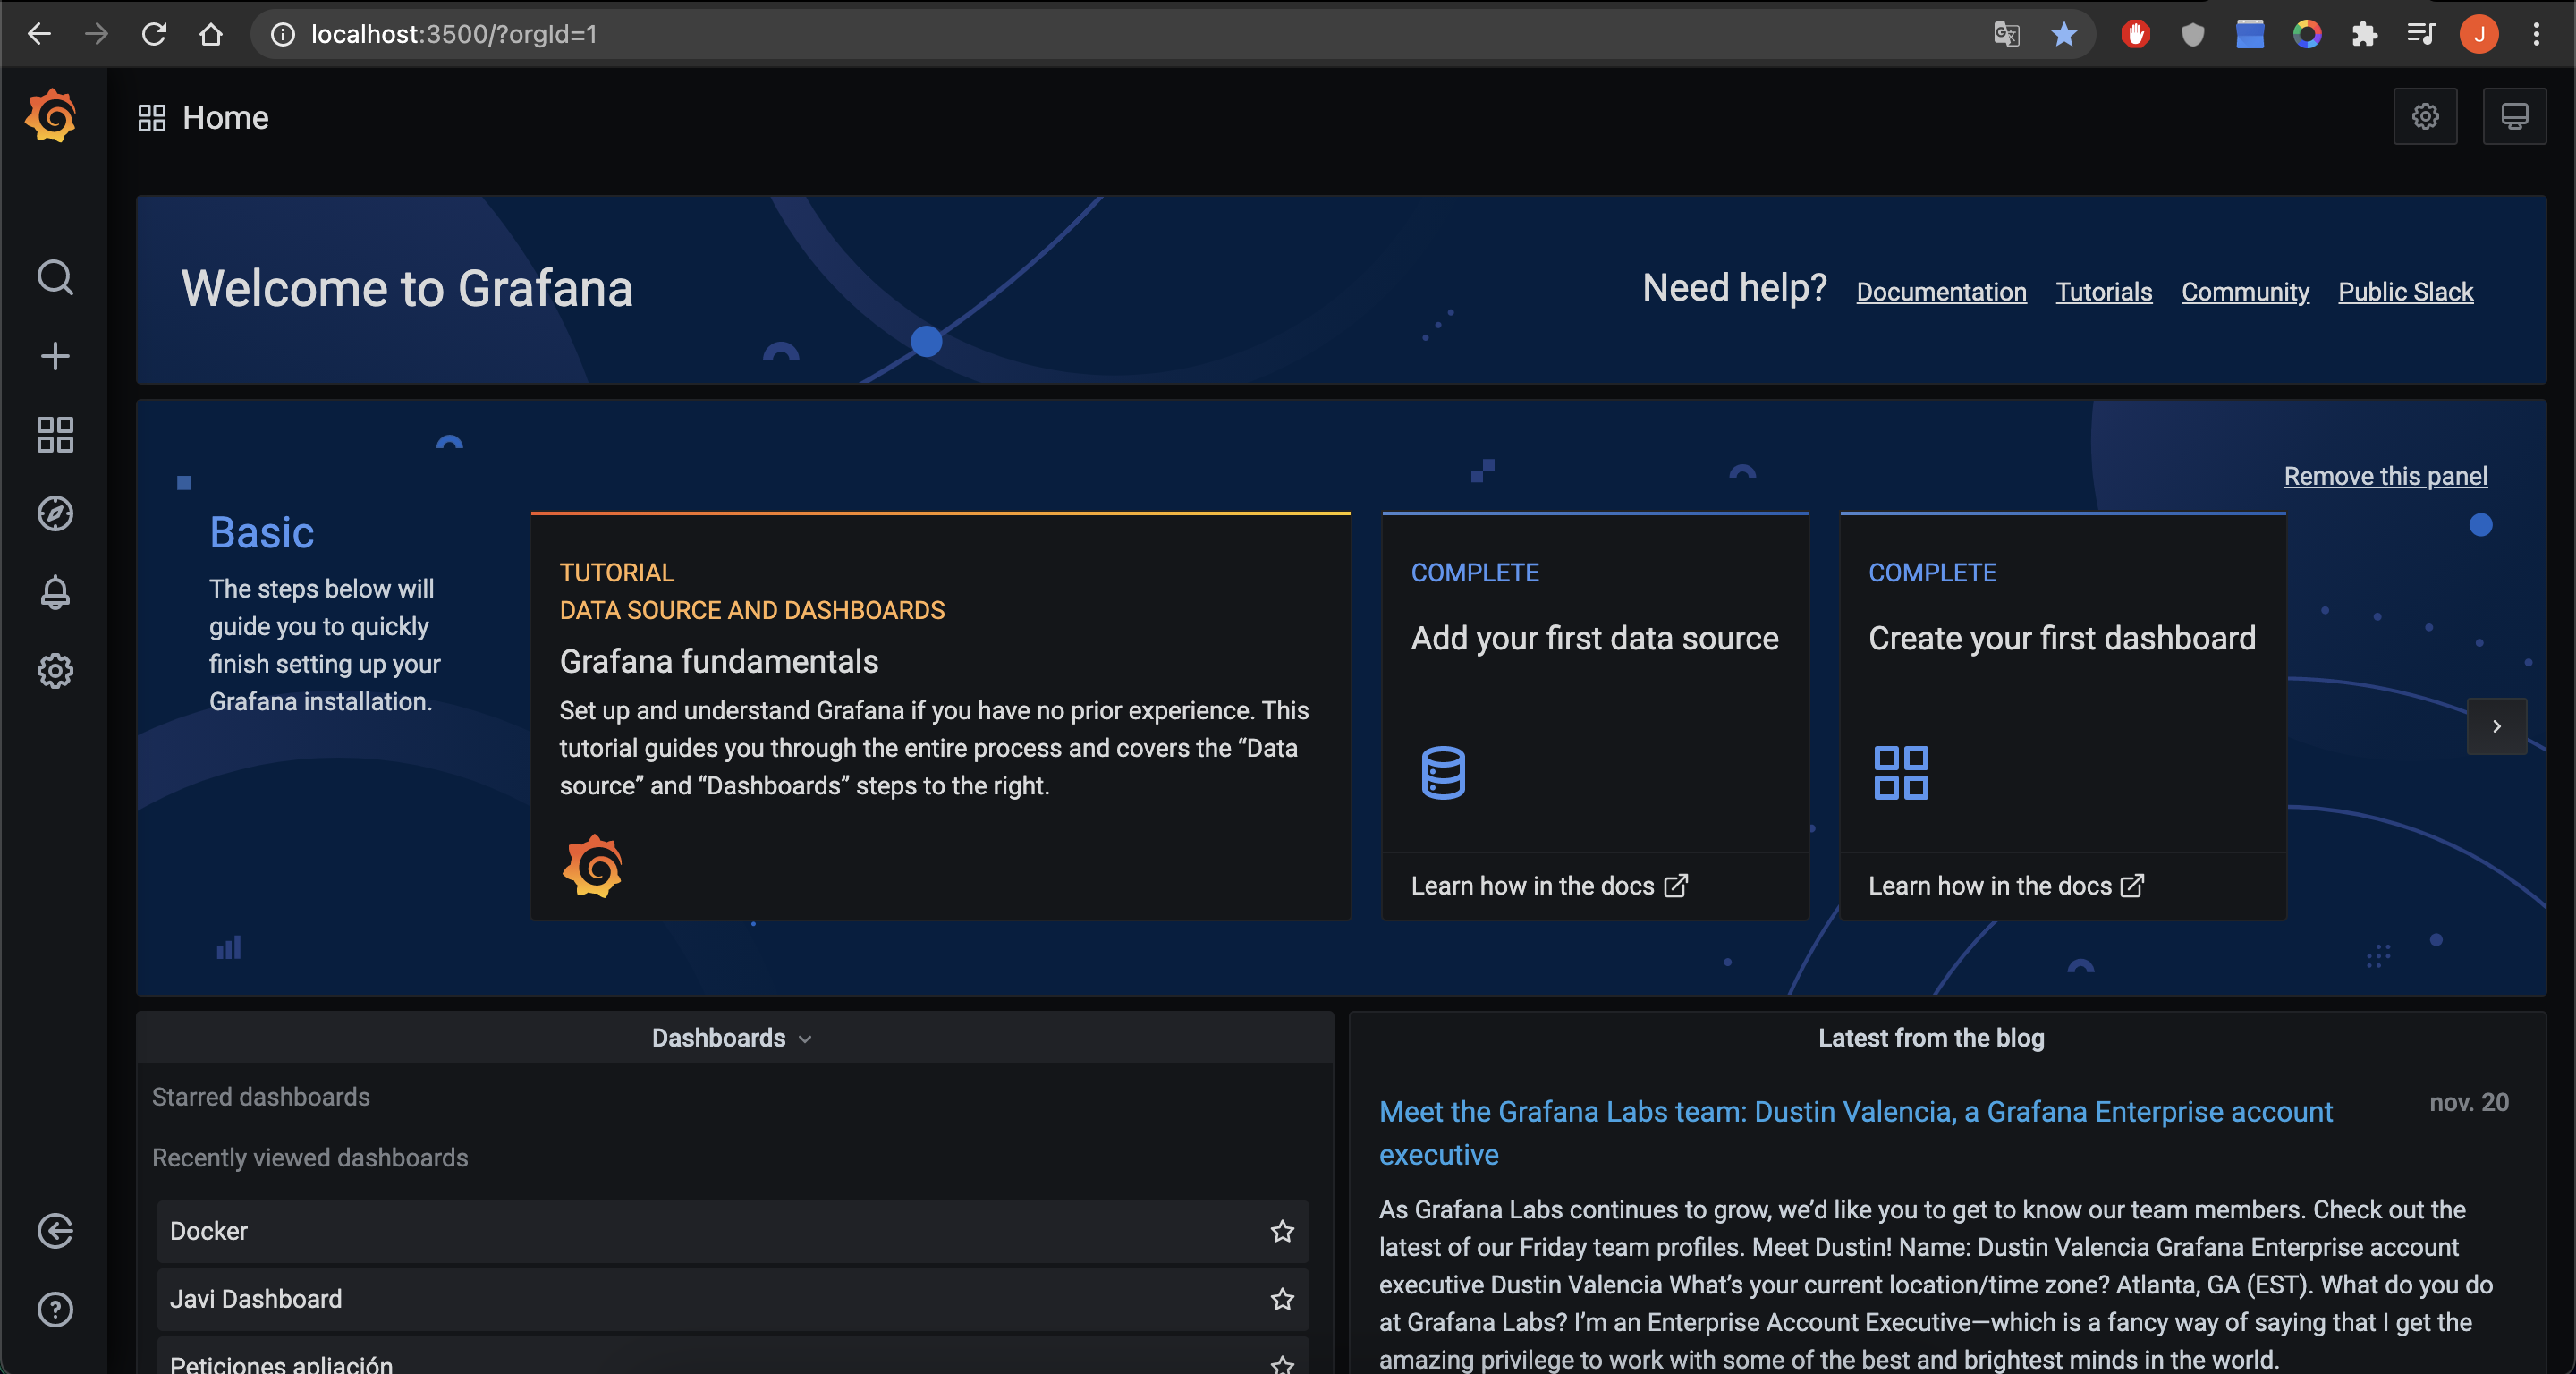 localhost:3500/?orgId=1
J
Home
Welcome to Grafana
Need help? Documentation Tutorials Community Public Slack
Remove this panel
Basic
The steps below will
guide you to quickly
finish setting up your
Grafana installation.
TUTORIAL
DATA SOURCE AND DASHBOARDS
Grafana fundamentals
Set up and understand Grafana if you have no prior experience. This
tutorial guides you through the entire process and covers the “Data
source” and “Dashboards” steps to the right.
COMPLETE
Add your first data source
Learn how in the docs
COMPLETE
Create your first dashboard
Learn how in the docs
Dashboards
Starred dashboards
Recently viewed dashboards
Docker
Javi Dashboard
Peticiones apliación
Latest from the blog
Meet the Grafana Labs team: Dustin Valencia, a Grafana Enterprise account
executive
nov. 20
As Grafana Labs continues to grow, we’d like you to get to know our team members. Check out the
latest of our Friday team profiles. Meet Dustin! Name: Dustin Valencia Grafana Enterprise account
executive Dustin Valencia What’s your current location/time zone? Atlanta, GA (EST). What do you do
at Grafana Labs? I’m an Enterprise Account Executive—which is a fancy way of saying that I get the
amazing privilege to work with some of the best and brightest minds in the world.